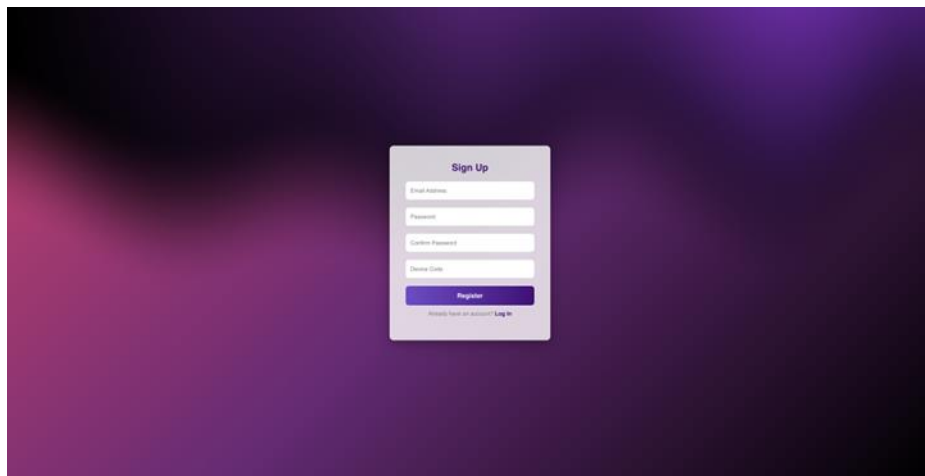 Sign Up
Email Address
Password
Confirm Password
Device Code
Register
Already have an account? Log In